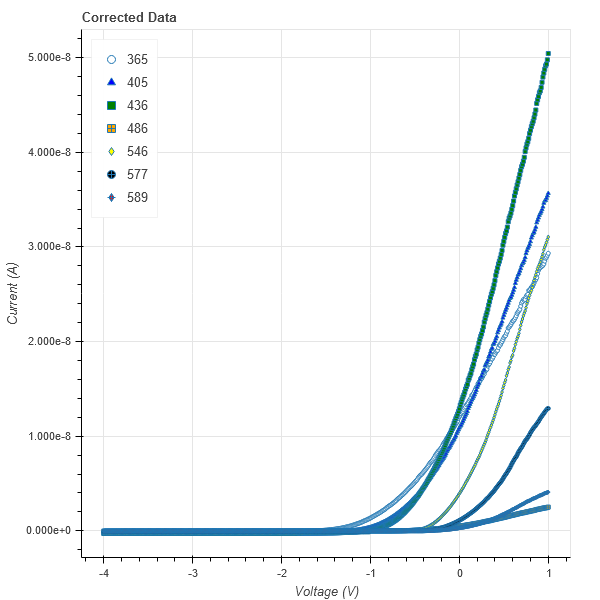 Corrected Data
5.000e-8
4.000e-8
3.000e-8
2.000e-8
1.000e-8
0.000e+0
Current (A)
365
405
436
486
546
577
589
-4
-3
-2
-1
0
1
Voltage (V)